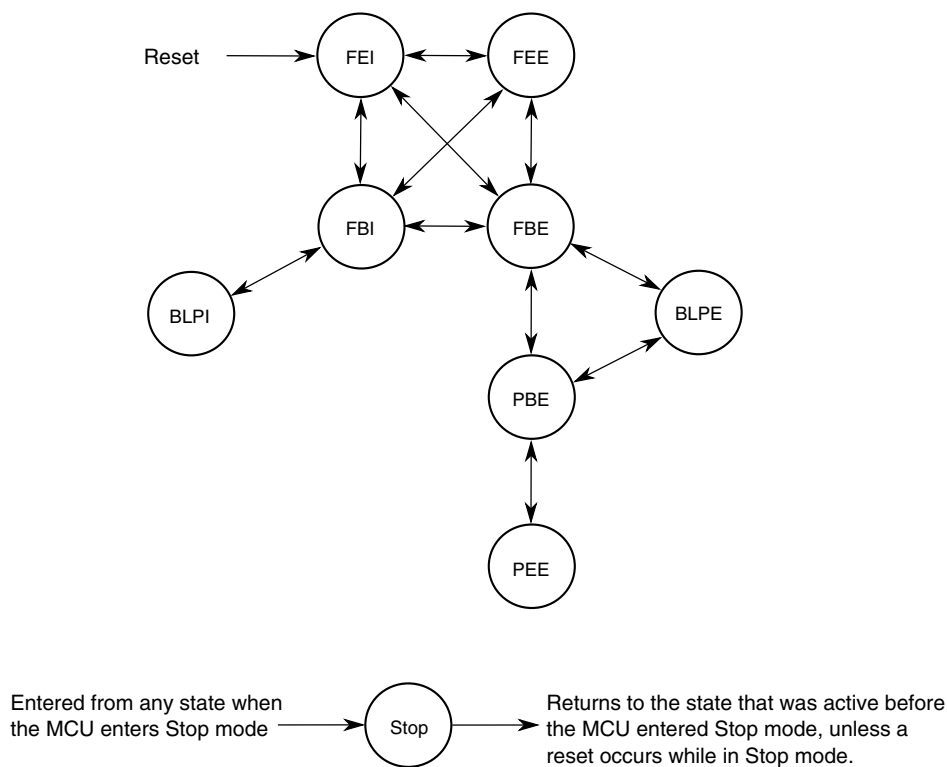 Reset
FEI
FEE
FBI
FBE
BLPI
BLPE
PBE
PEE
Entered from any state when
the MCU enters Stop mode
Stop
Returns to the state that was active before
the MCU entered Stop mode, unless a
reset occurs while in Stop mode.